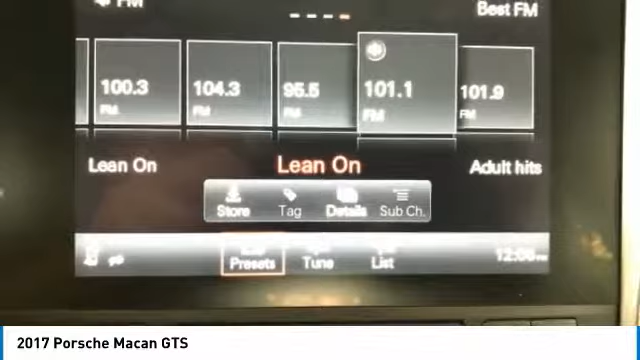 FM
Best FM
100.3 104.3 95.5 101.1 101.9
FM FM FM FM FM
Lean On Lean On Adult hits
Store Tag Details Sub Ch.
Presets Tune List
2017 Porsche Macan GTS